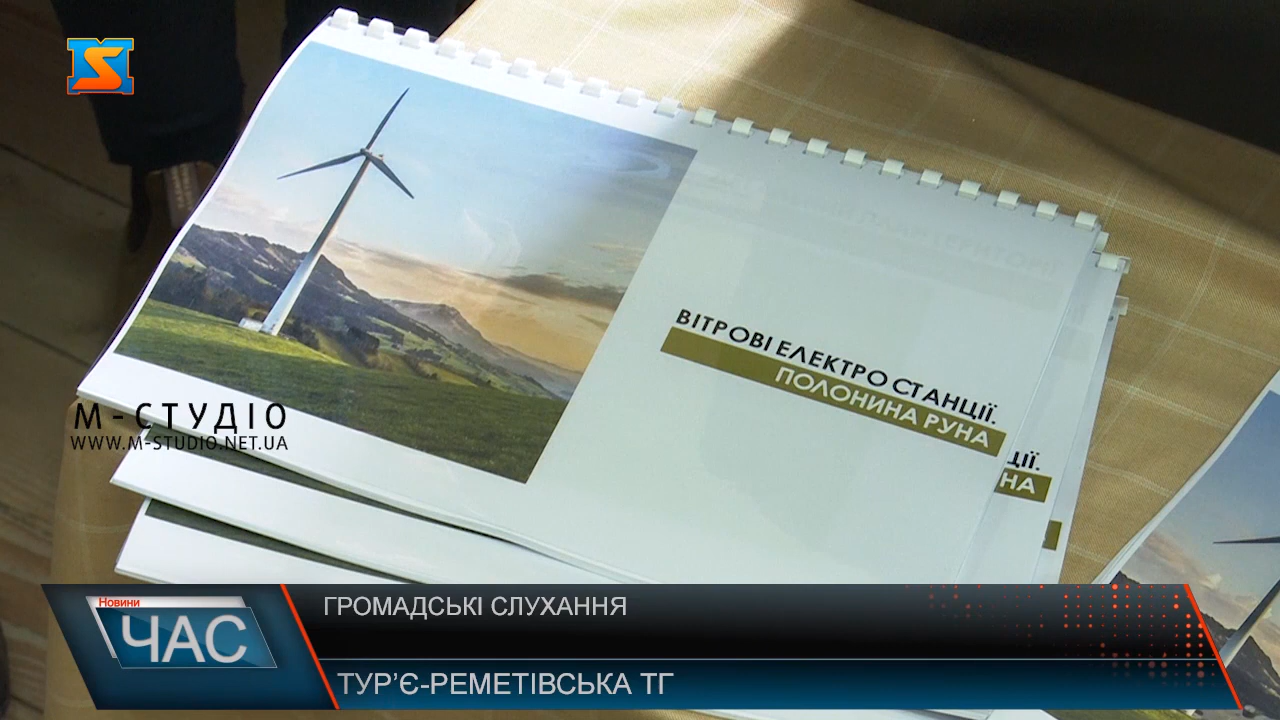 ВІТРОВІ ЕЛЕКТРО СТАНЦІЇ.
ПОЛОНИНА РУНА
ЦІЇ.
НА
М-СТУДІО
WWW.M-STUDIO.NET.UA
Новини
ЧАС
ГРОМАДСЬКІ СЛУХАННЯ
ТУР’Є-РЕМЕТІВСЬКА ТГ